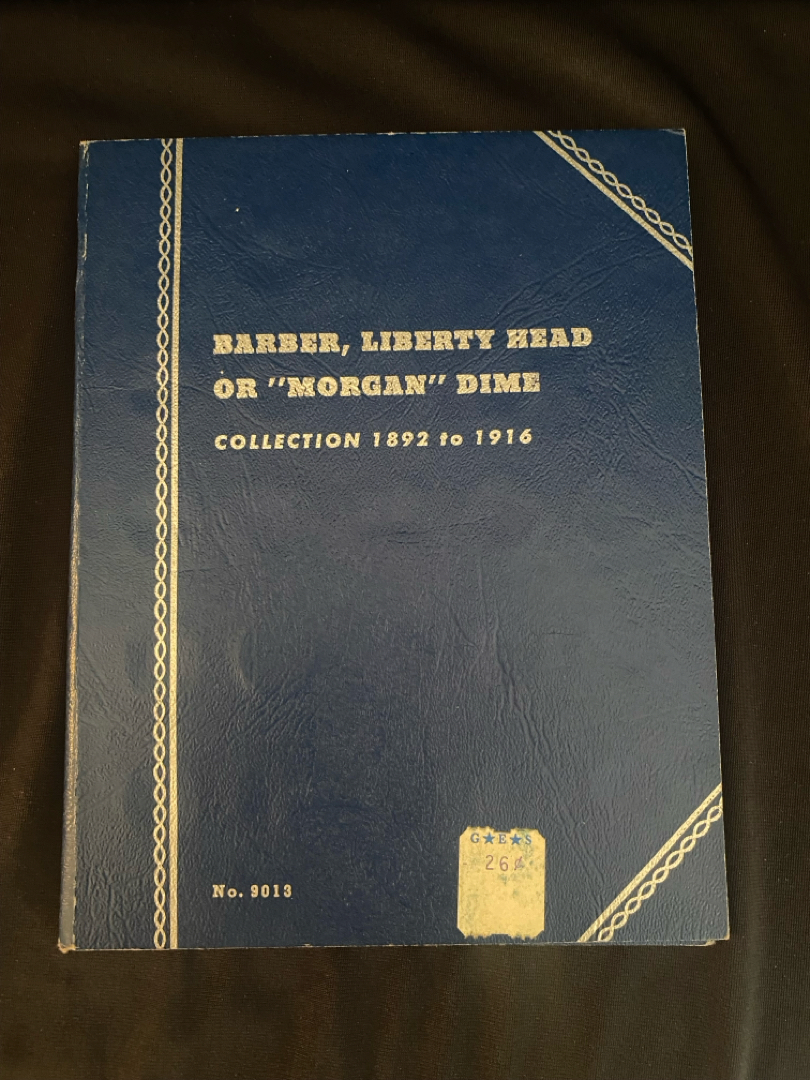 BARBER, LIBERTY HEAD
OR "MORGAN" DIME
COLLECTION 1892 to 1916
G★E★S
26¢
No. 9013